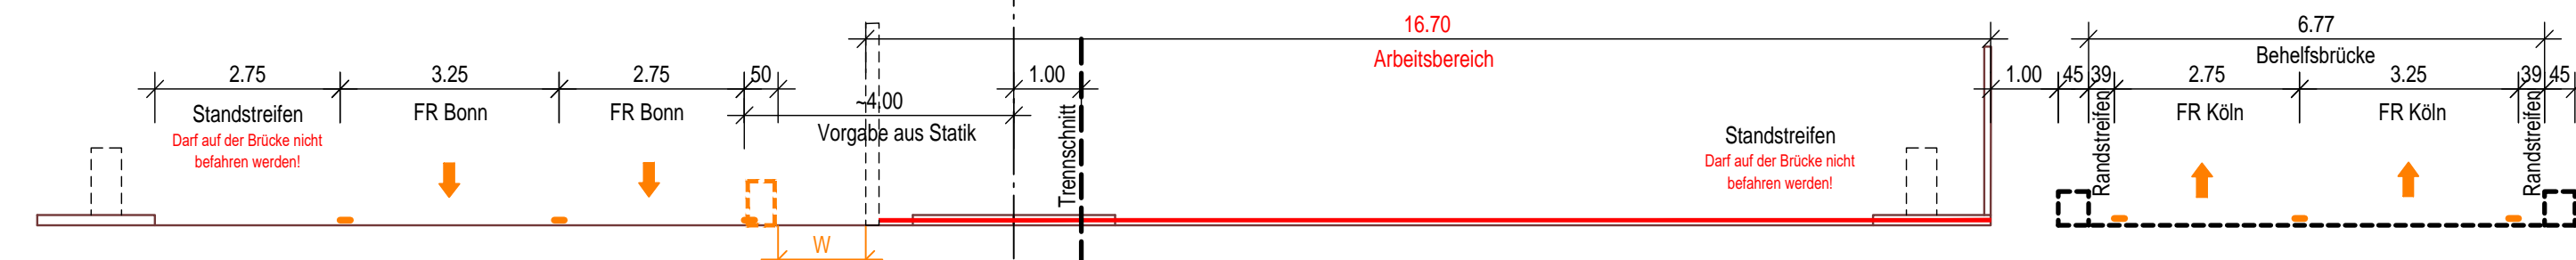 16.70
Arbeitsbereich
6.77
Behelfsbrücke
2.75
3.25
2.75
50
1.00
1.00
45
39
2.75
3.25
39
45
~4.00
Vorgabe aus Statik
Standstreifen
Darf auf der Brücke nicht
befahren werden!
FR Bonn
FR Bonn
Trennschnitt
Standstreifen
Darf auf der Brücke nicht
befahren werden!
Randstreifen
FR Köln
FR Köln
Randstreifen
W